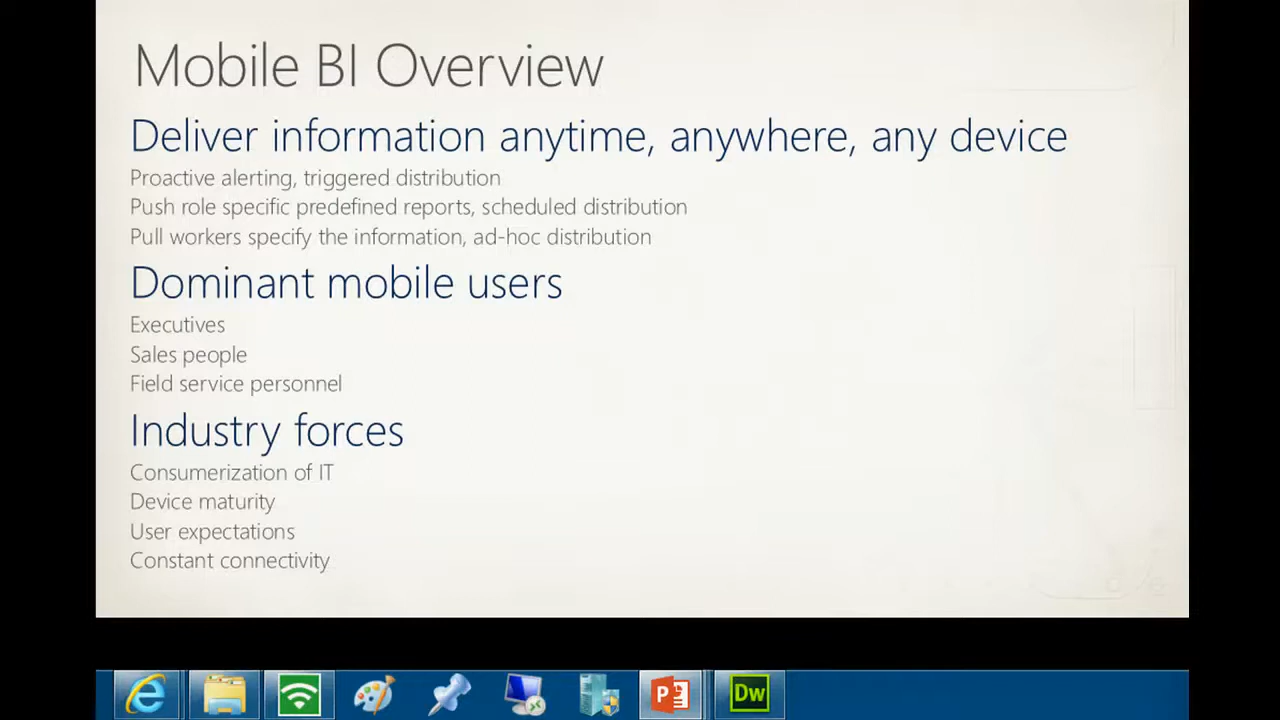 Mobile BI Overview
Deliver information anytime, anywhere, any device
Proactive alerting, triggered distribution
Push role specific predefined reports, scheduled distribution
Pull workers specify the information, ad-hoc distribution
Dominant mobile users
Executives
Sales people
Field service personnel
Industry forces
Consumerization of IT
Device maturity
User expectations
Constant connectivity
P
Dw